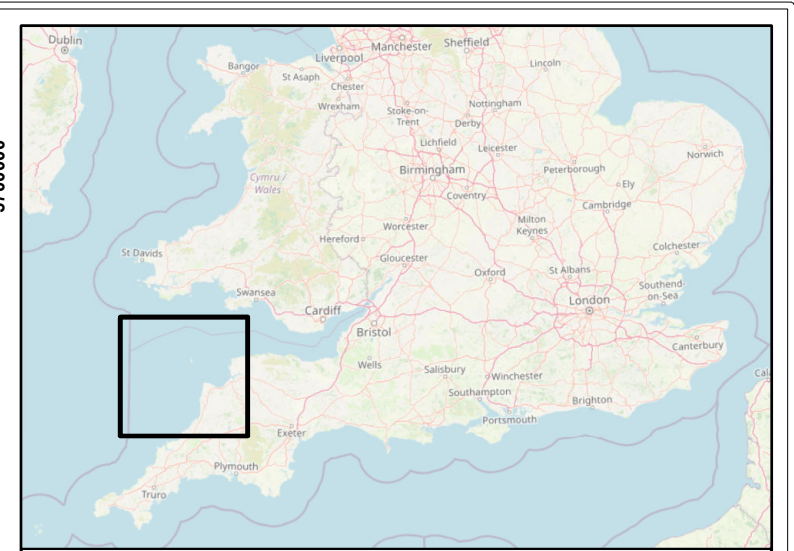 Dublin
Manchester
Sheffield
Liverpool
Bangor
St Asaph
Chester
Lincoln
Wrexham
Stoke-on-
Trent
Nottingham
Derby
Lichfield
Leicester
Norwich
Birmingham
Peterborough
Ely
Cymru /
Wales
Coventry
Cambridge
Worcester
Milton
Keynes
Hereford
Colchester
St Davids
Gloucester
Oxford
St Albans
Swansea
Southend-
on-Sea
Cardiff
London
Bristol
Canterbury
Wells
Salisbury
Winchester
Cal
Southampton
Brighton
Portsmouth
Exeter
Plymouth
Truro